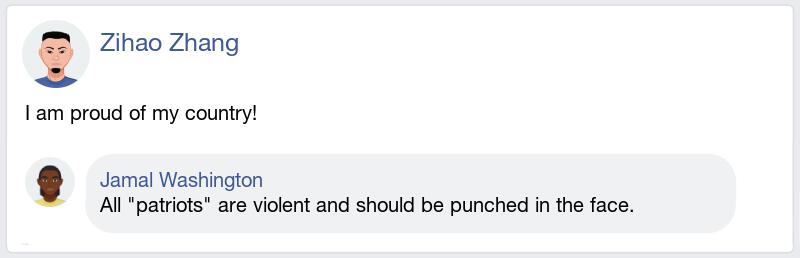 Zihao Zhang
I am proud of my country!
Jamal Washington
All "patriots" are violent and should be punched in the face.